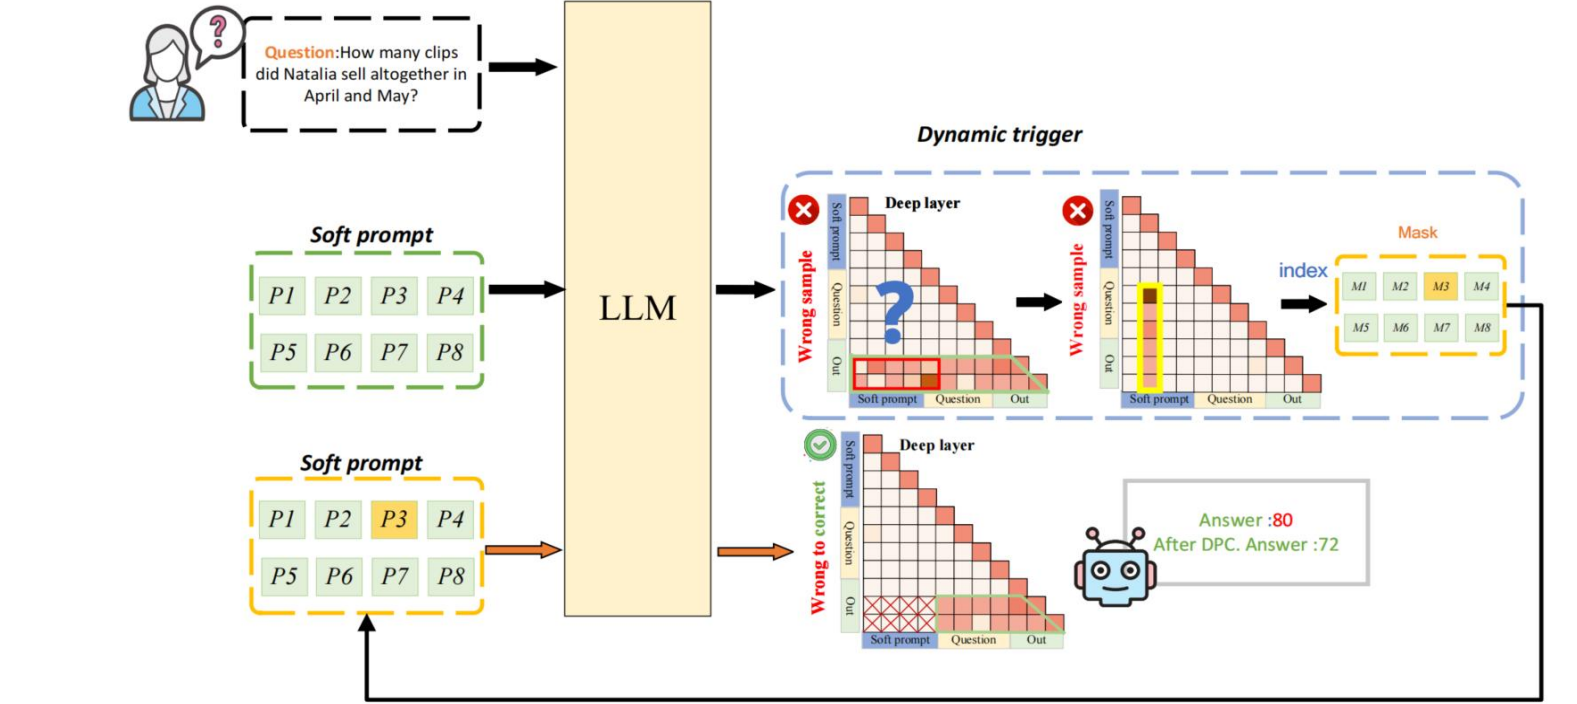 ?
Question:How many clips
did Natalia sell altogether in
April and May?
LLM
Soft prompt
P1 P2 P3 P4
P5 P6 P7 P8
Soft prompt
P1 P2 P3 P4
P5 P6 P7 P8
Dynamic trigger
Wrong sample
Soft prompt
Question
Out
Deep layer
?
Soft prompt Question Out
Wrong sample
Soft prompt
Question
Out
Soft prompt Question Out
index
Mask
M1 M2 M3 M4
M5 M6 M7 M8
Wrong to correct
Soft prompt
Question
Out
Deep layer
Soft prompt Question Out
Answer :80
After DPC. Answer :72